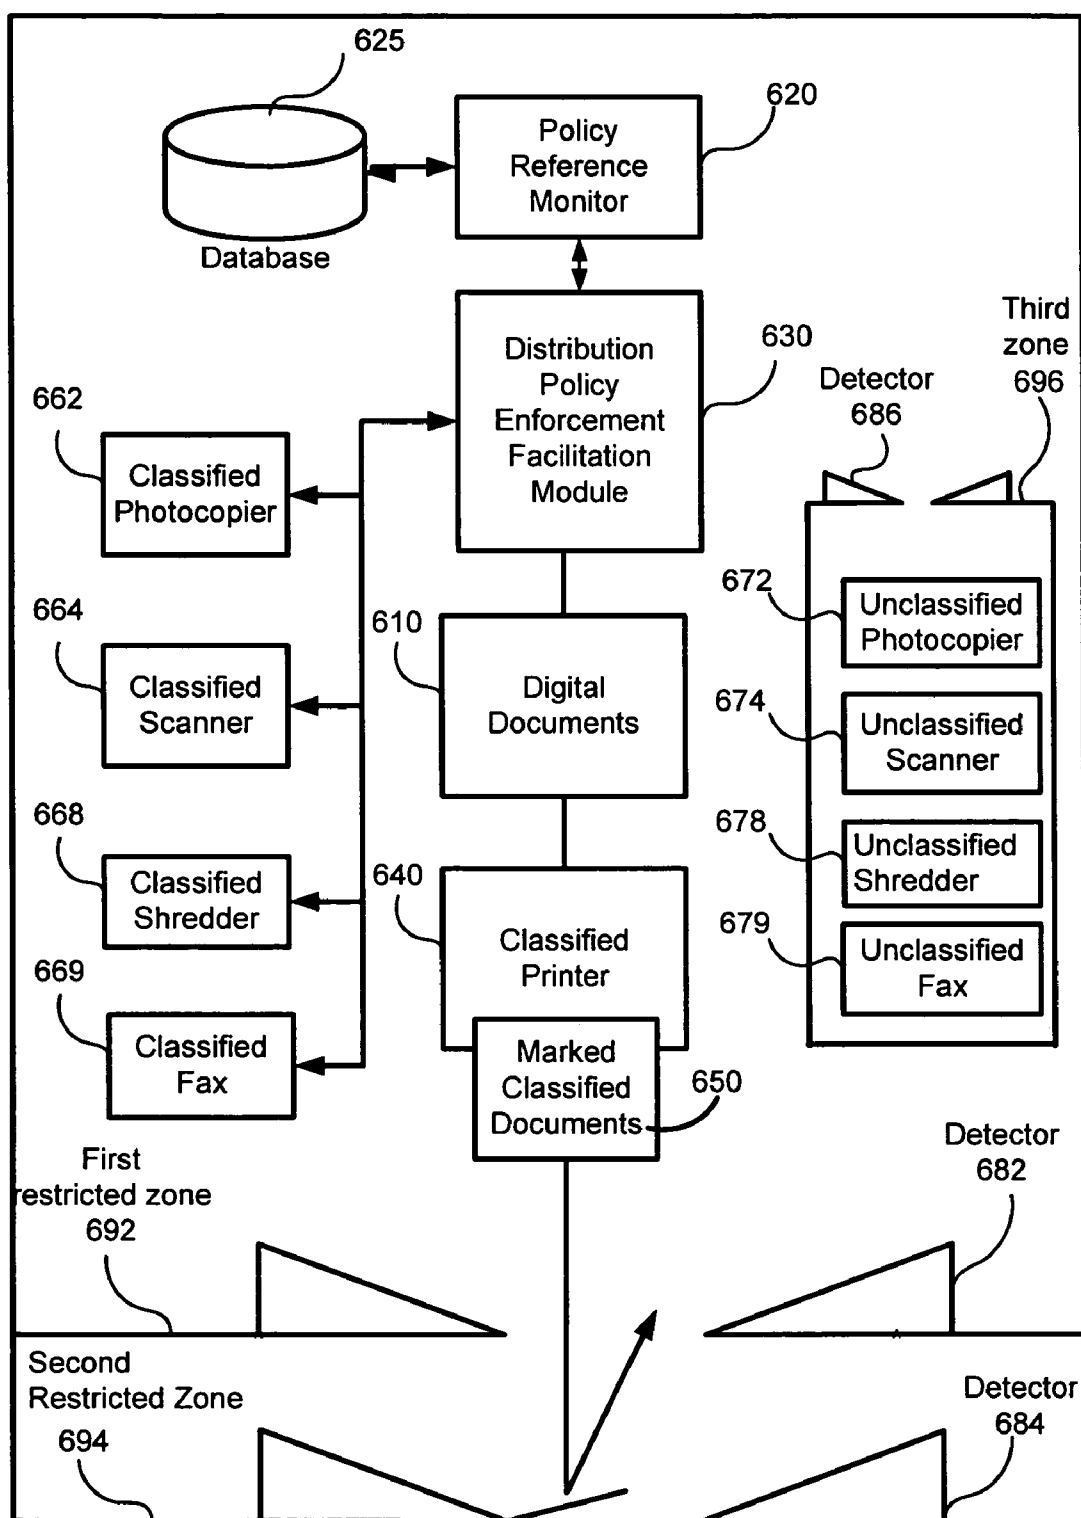 625
620
Policy
Reference
Monitor
Database
630
Distribution
Policy
Enforcement
Facilitation
Module
Third
zone
696
Detector
686
662
Classified
Photocopier
672
Unclassified
Photocopier
664
Classified
Scanner
610
Digital
Documents
674
Unclassified
Scanner
668
Classified
Shredder
678
Unclassified
Shredder
640
Classified
Printer
679
Unclassified
Fax
669
Classified
Fax
Marked
Classified
Documents
650
First
restricted zone
692
Detector
682
Second
Restricted Zone
694
Detector
684